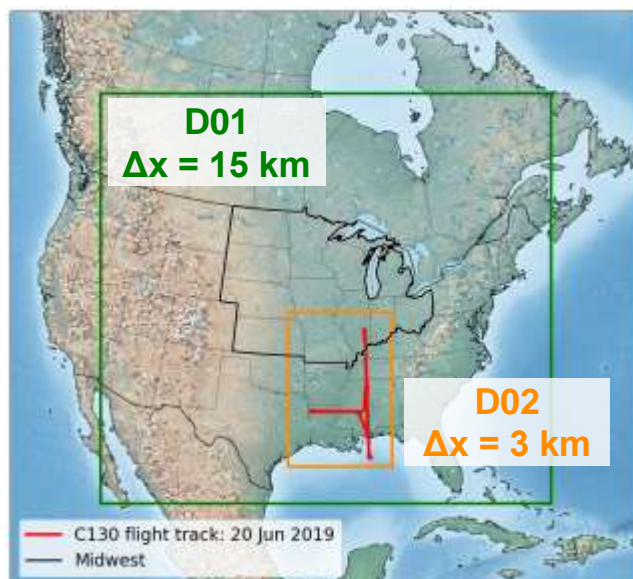 D01
Δx = 15 km
D02
Δx = 3 km
C130 flight track: 20 Jun 2019
Midwest